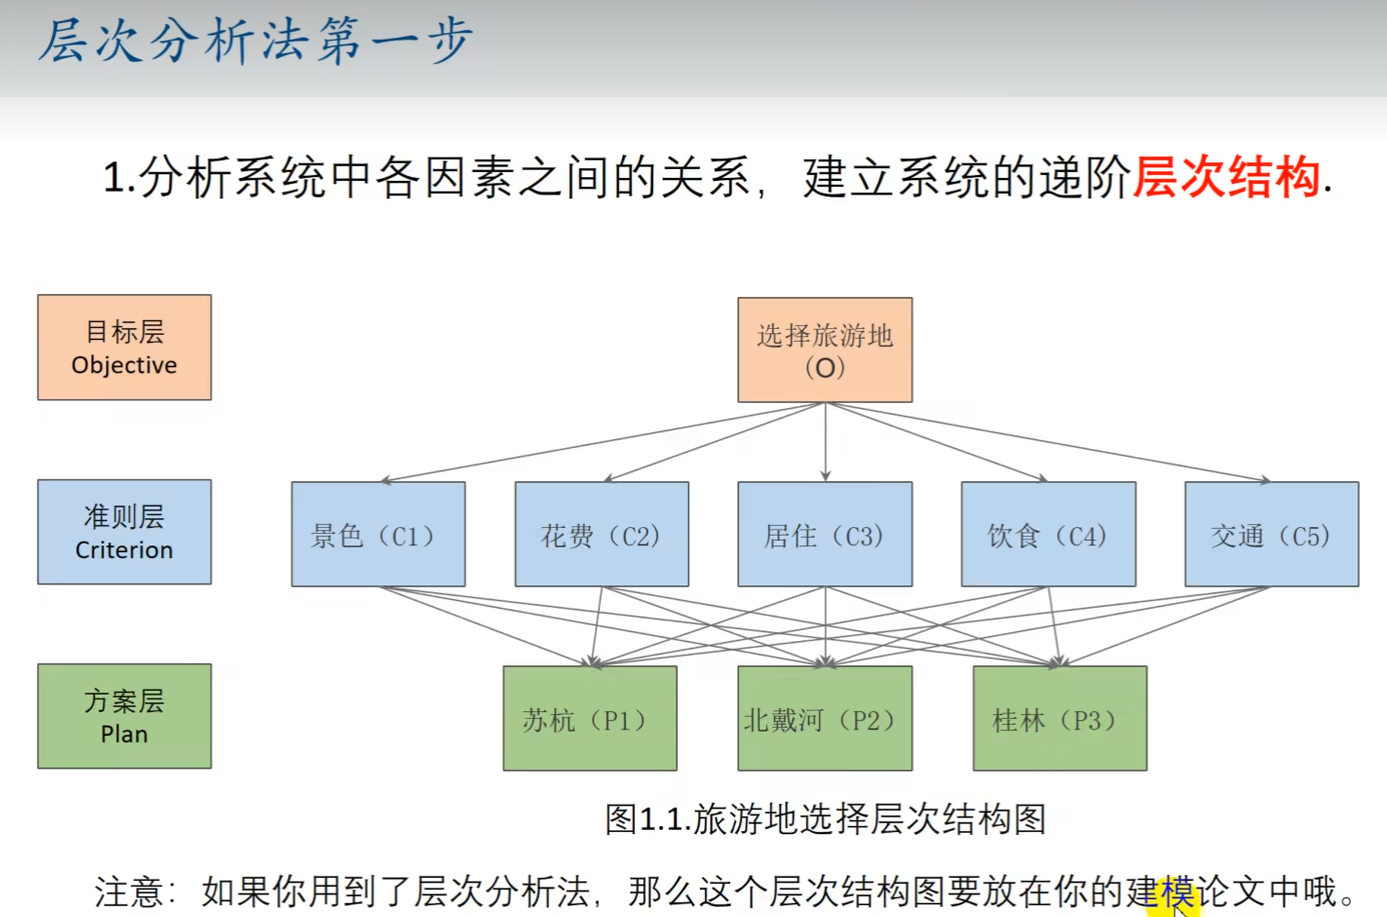 层次分析法第一步
1.分析系统中各因素之间的关系，建立系统的递阶层次结构.
目标层
Objective
选择旅游地
（O）
准则层
Criterion
景色（C1）
花费（C2)
居住（C3)
饮食（C4)
交通（C5)
方案层
Plan
苏杭（P1）
北戴河（P2）
桂林（P3）
图1.1.旅游地选择层次结构图
注意：如果你用到了层次分析法，那么这个层次结构图要放在你的建模论文中哦。